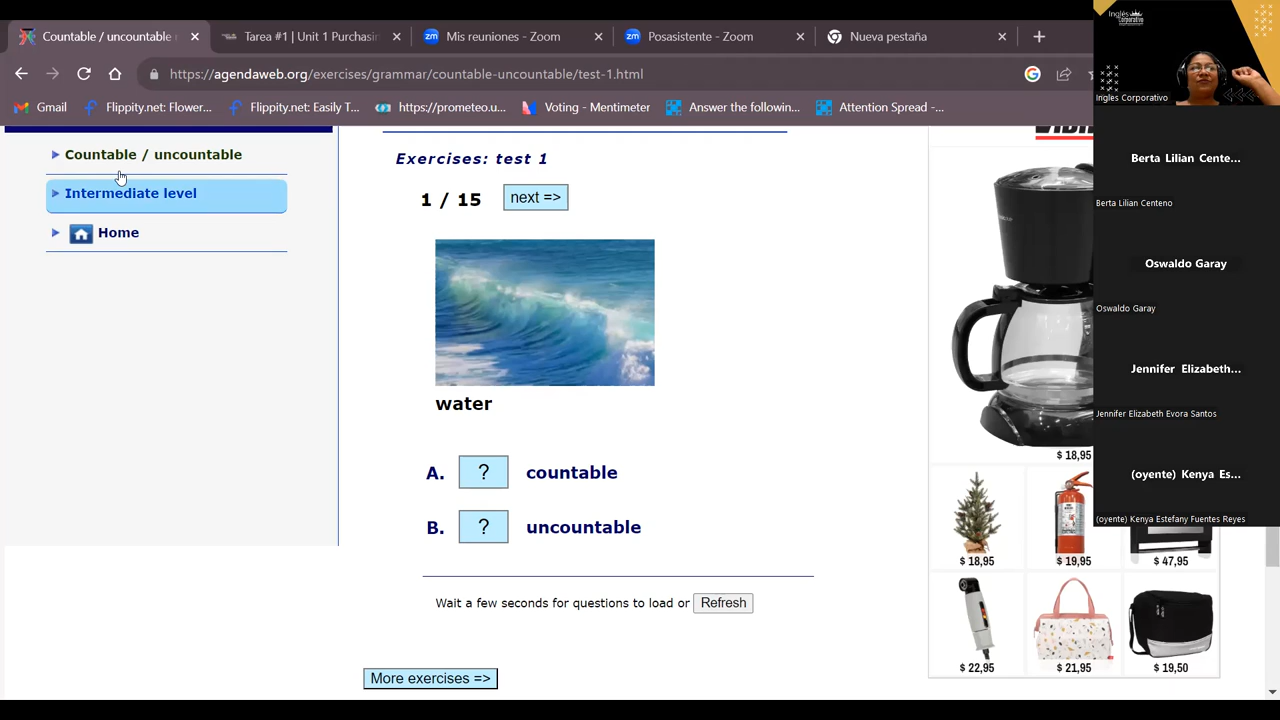 Countable / uncountable
Tarea #1 | Unit 1 Purchasin
Mis reuniones - Zoom
Posasistente - Zoom
Nueva pestaña
https://agendaweb.org/exercises/grammar/countable-uncountable/test-1.html
Gmail
Flippity.net: Flower...
Flippity.net: Easily T...
https://prometeo.u...
Voting - Mentimeter
Answer the followin...
Attention Spread -...
Countable / uncountable
Intermediate level
Home
Exercises: test 1
1 / 15
next =>
water
A. ? countable
B. ? uncountable
Wait a few seconds for questions to load or Refresh
More exercises =>
$ 18,95
$ 18,95
$ 19,95
$ 47,95
$ 22,95
$ 21,95
$ 19,50
Inglés
Corporativo
Ingles Corporativo
Berta Lilian Cente...
Berta Lilian Centeno
Oswaldo Garay
Oswaldo Garay
Jennifer Elizabeth...
Jennifer Elizabeth Evora Santos
(oyente) Kenya Es...
(oyente) Kenya Estefany Fuentes Reyes